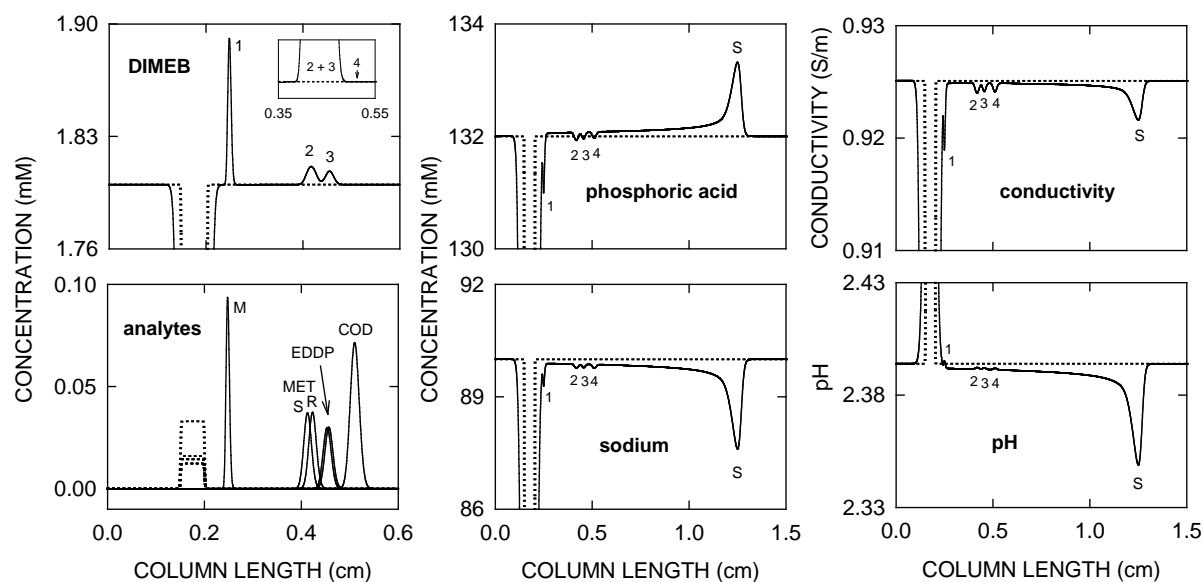 1.90
1.83
1.76
CONCENTRATION (mM)
DIMEB
1
2
3
2 + 3
4
0.35
0.55
133
132
130
CONCENTRATION (mM)
phosphoric acid
1
2 3 4
S
0.93
0.92
0.91
CONDUCTIVITY (S/m)
conductivity
1
2 3 4
S
0.10
0.05
0.00
analytes
M
MET
S R
EDDP
COD
0.0 0.2 0.4 0.6
COLUMN LENGTH (cm)
92
89
86
sodium
1
2 3 4
S
0.0 0.5 1.0 1.5
COLUMN LENGTH (cm)
2.43
2.38
2.33
pH
pH
1
2 3 4
S
0.0 0.5 1.0 1.5
COLUMN LENGTH (cm)